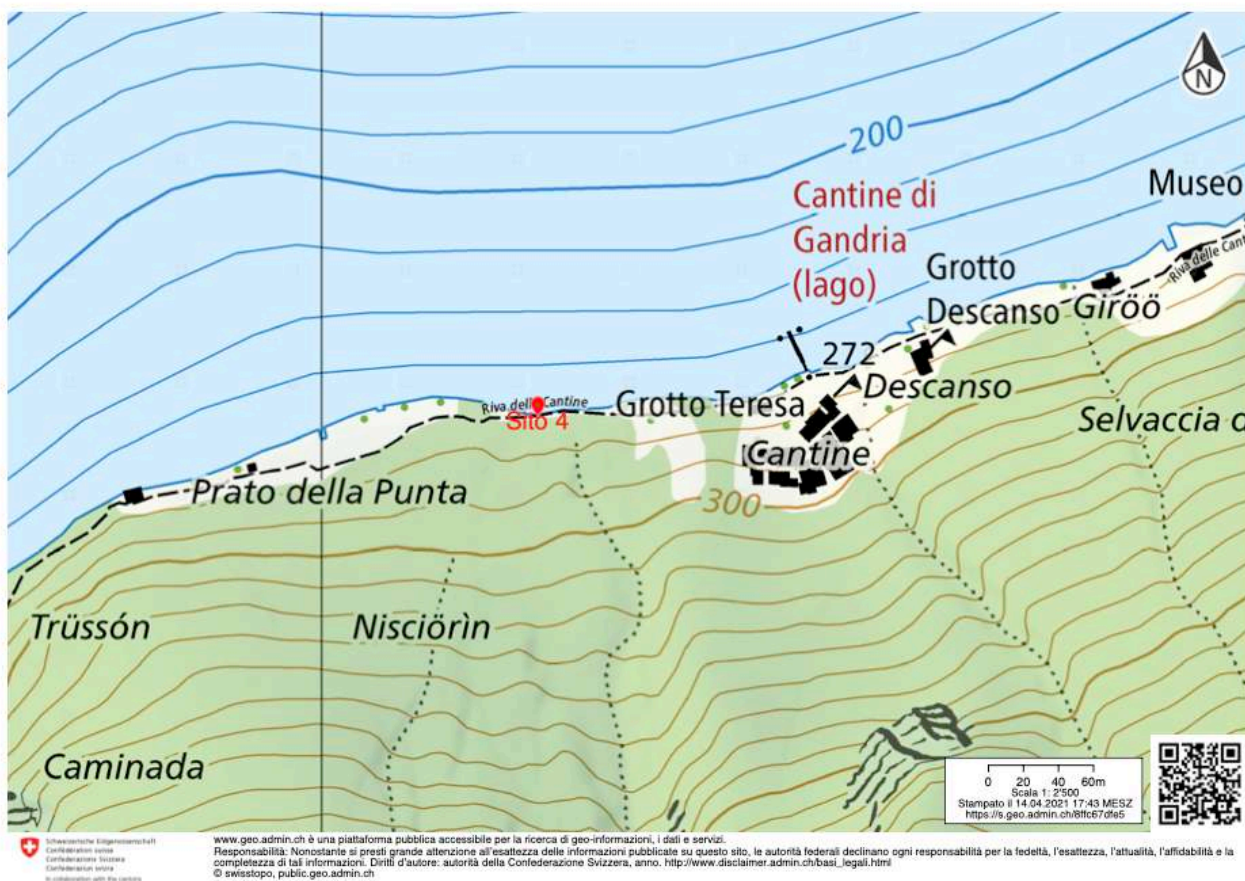 N
200
Museo
Cantine di
Gandria
(lago)
Grotto
Descanso
Riva delle Cant
Giröö
272
Riva delle Cantine
Sito 4
Grotto Teresa
Descanso
Selvaccia d
Cantine
Prato della Punta
300
Trüssón
Nisciörìn
Caminada
0 20 40 60m
Scala 1: 2'500
Stampato il 14.04.2021 17:43 MESZ
https://s.geo.admin.ch/8ffc67dfe5
Schweizerische Eidgenossenschaft
Confédération suisse
Confederazione Svizzera
Confederaziun svizra
In collaboration with the cantons
www.geo.admin.ch è una piattaforma pubblica accessibile per la ricerca di geo-informazioni, i dati e servizi.
Responsabilità: Nonostante si presti grande attenzione all'esattezza delle informazioni pubblicate su questo sito, le autorità federali declinano ogni responsabilità per la fedeltà, l'esattezza, l'attualità, l'affidabilità e la
completezza di tali informazioni. Diritti d'autore: autorità della Confederazione Svizzera, anno. http://www.disclaimer.admin.ch/basi_legali.html
© swisstopo, public.geo.admin.ch